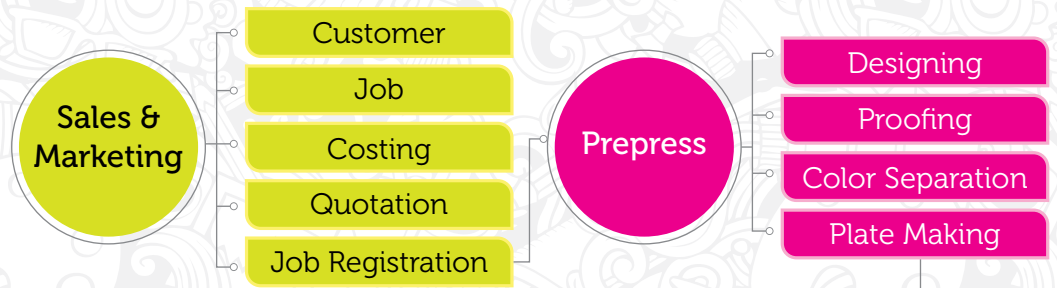 Sales &
Marketing
Customer
Job
Costing
Quotation
Job Registration
Prepress
Designing
Proofing
Color Separation
Plate Making